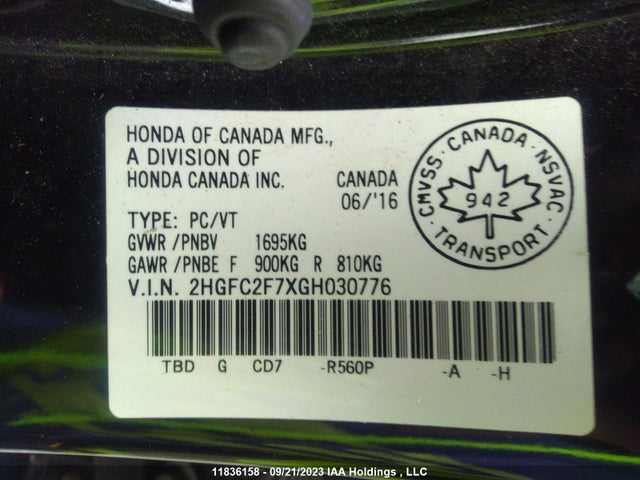 HONDA OF CANADA MFG.,
A DIVISION OF
HONDA CANADA INC. CANADA
06/'16
TYPE: PC/VT
GVWR /PNBV 1695KG
GAWR /PNBE F 900KG R 810KG
V.I.N. 2HGFC2F7XGH030776
TBD G CD7 -R560P -A -H
CMVSS · CANADA · NSVAC ·
942
TRANSPORT
11836158 - 09/21/2023 IAA Holdings , LLC